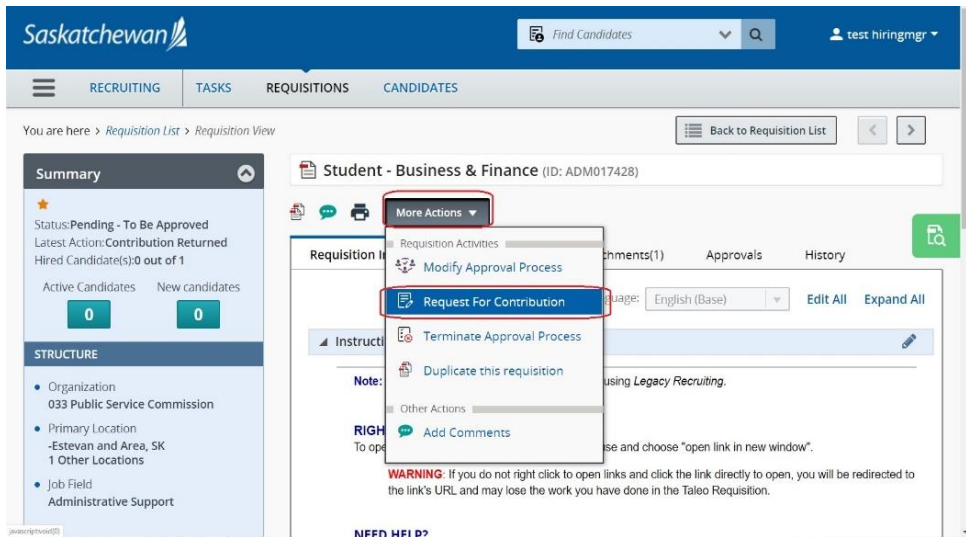 Saskatchewan
Find Candidates
test hiringmgr
RECRUITING TASKS REQUISITIONS CANDIDATES
You are here > Requisition List > Requisition View
Back to Requisition List
Summary
Status:Pending - To Be Approved
Latest Action:Contribution Returned
Hired Candidate(s):0 out of 1
Active Candidates New candidates
0 0
STRUCTURE
Organization
033 Public Service Commission
Primary Location
-Estevan and Area, SK
1 Other Locations
Job Field
Administrative Support
javascript:void(0)
Student - Business & Finance (ID: ADM017428)
More Actions
Requisition I
chments(1) Approvals History
Requisition Activities
Modify Approval Process
Request For Contribution
Terminate Approval Process
Duplicate this requisition
Other Actions
Add Comments
guage: English (Base) Edit All Expand All
Instructi
Note: using Legacy Recruiting.
RIGH
To ope se and choose "open link in new window".
WARNING: If you do not right click to open links and click the link directly to open, you will be redirected to
the link's URL and may lose the work you have done in the Taleo Requisition.
NEED HELP?